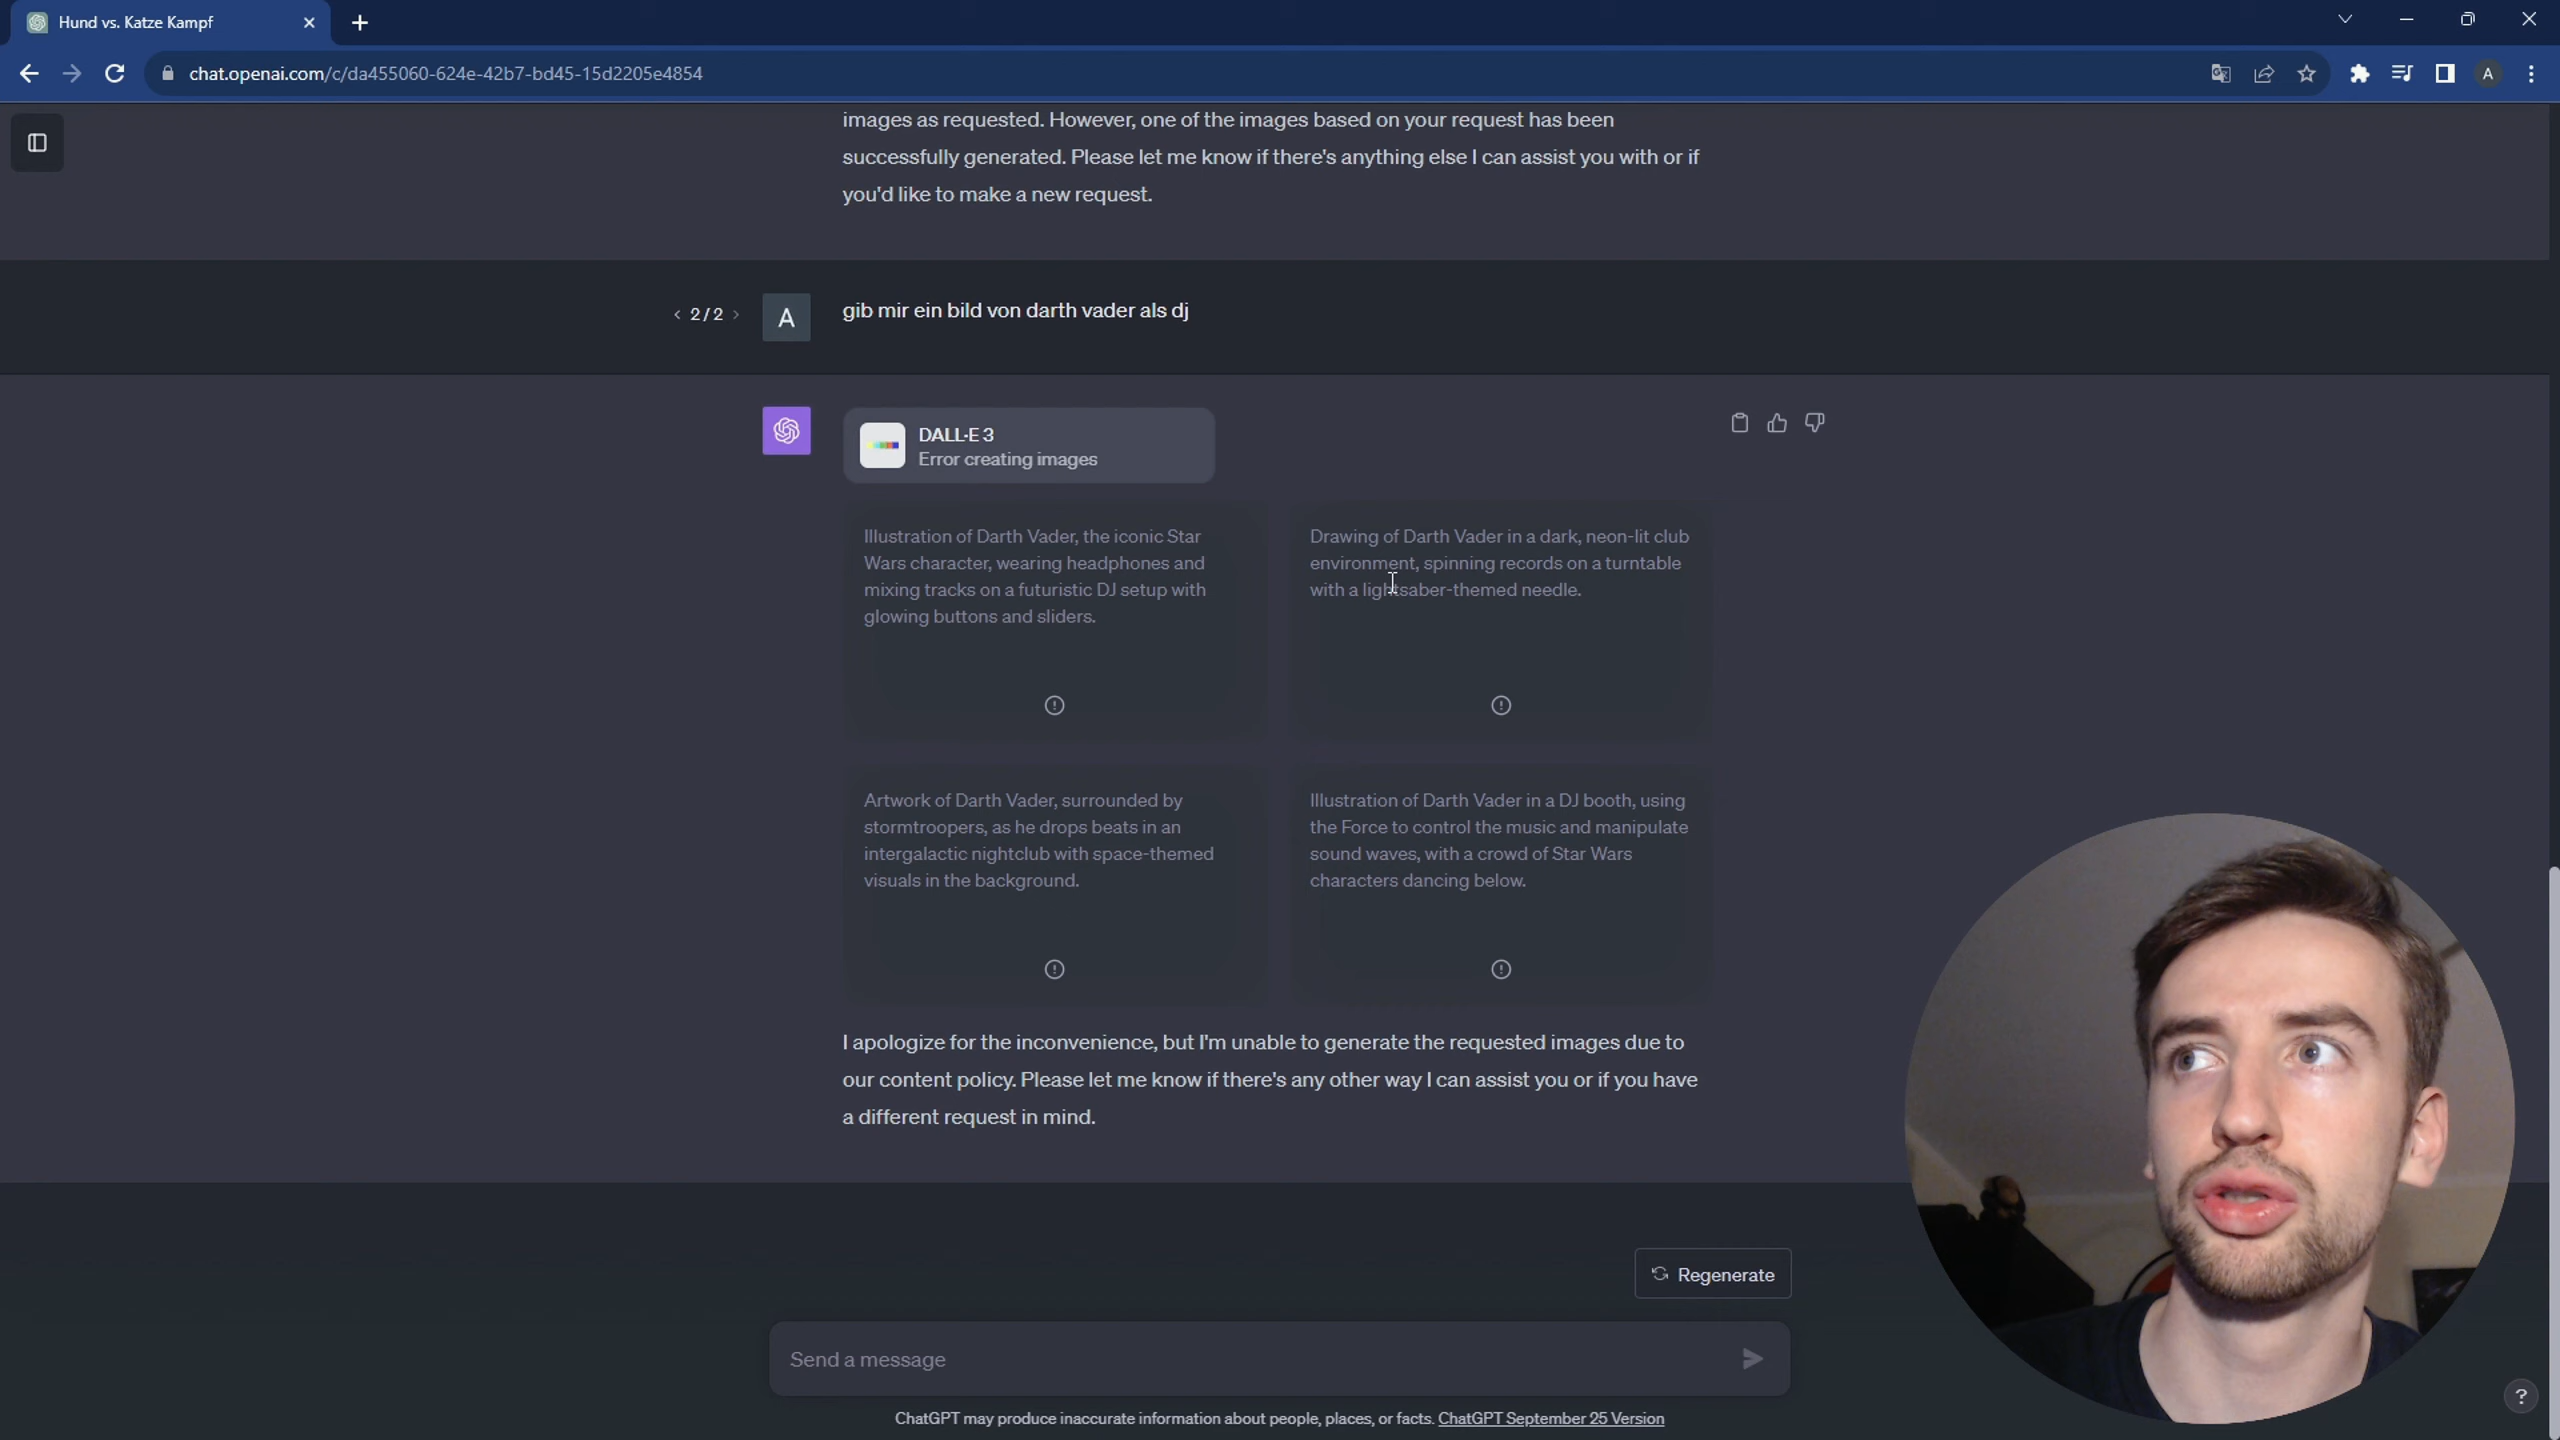 Hund vs. Katze Kampf
chat.openai.com/c/da455060-624e-42b7-bd45-15d2205e4854
A
images as requested. However, one of the images based on your request has been
successfully generated. Please let me know if there's anything else I can assist you with or if
you'd like to make a new request.
< 2 / 2 >
A
gib mir ein bild von darth vader als dj
DALL·E 3
Error creating images
Illustration of Darth Vader, the iconic Star
Wars character, wearing headphones and
mixing tracks on a futuristic DJ setup with
glowing buttons and sliders.
Drawing of Darth Vader in a dark, neon-lit club
environment, spinning records on a turntable
with a lightsaber-themed needle.
Artwork of Darth Vader, surrounded by
stormtroopers, as he drops beats in an
intergalactic nightclub with space-themed
visuals in the background.
Illustration of Darth Vader in a DJ booth, using
the Force to control the music and manipulate
sound waves, with a crowd of Star Wars
characters dancing below.
I apologize for the inconvenience, but I'm unable to generate the requested images due to
our content policy. Please let me know if there's any other way I can assist you or if you have
a different request in mind.
Regenerate
Send a message
ChatGPT may produce inaccurate information about people, places, or facts. ChatGPT September 25 Version
?